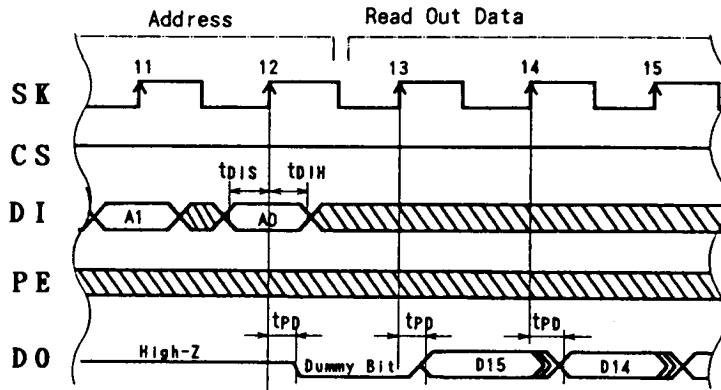 Address Read Out Data
11 12 13 14 15
SK
CS
tDIS tDIH
DI A1 A0
PE
tPD tPD tPD
DO High-Z Dummy Bit D15 D14